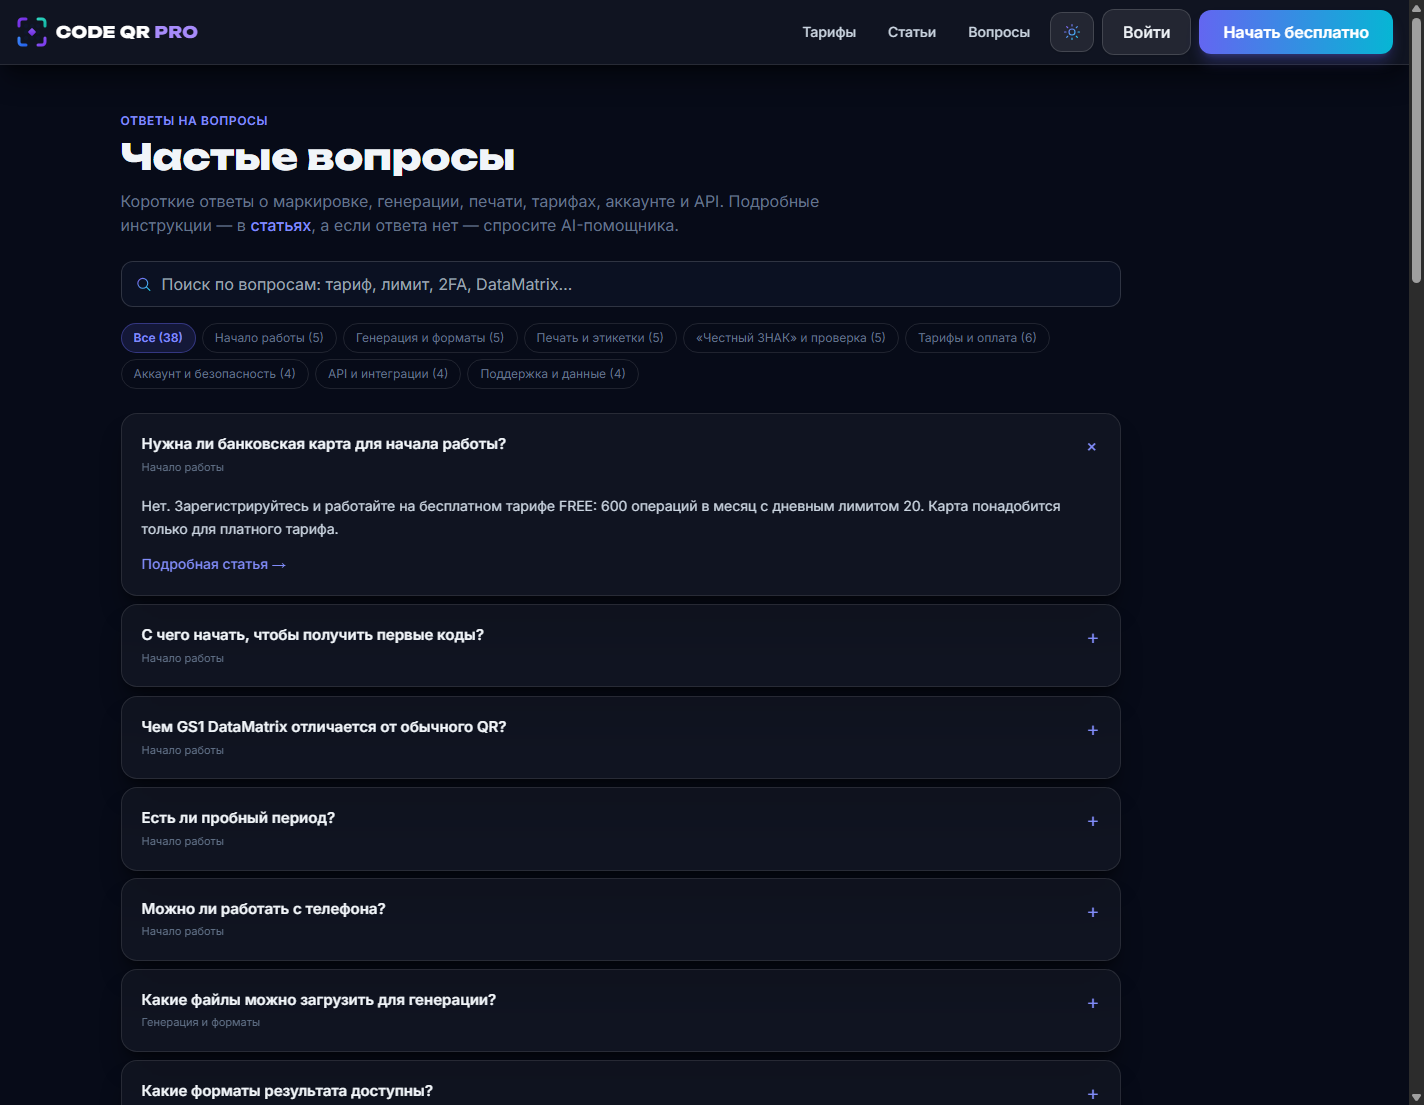 CODE QR PRO
Тарифы
Статьи
Вопросы
Войти
Начать бесплатно
ОТВЕТЫ НА ВОПРОСЫ
Частые вопросы
Короткие ответы о маркировке, генерации, печати, тарифах, аккаунте и API. Подробные
инструкции — в статьях, а если ответа нет — спросите AI-помощника.
Поиск по вопросам: тариф, лимит, 2FA, DataMatrix...
Все (38)
Начало работы (5)
Генерация и форматы (5)
Печать и этикетки (5)
«Честный ЗНАК» и проверка (5)
Тарифы и оплата (6)
Аккаунт и безопасность (4)
API и интеграции (4)
Поддержка и данные (4)
Нужна ли банковская карта для начала работы?
Начало работы
Нет. Зарегистрируйтесь и работайте на бесплатном тарифе FREE: 600 операций в месяц с дневным лимитом 20. Карта понадобится
только для платного тарифа.
Подробная статья →
С чего начать, чтобы получить первые коды?
Начало работы
Чем GS1 DataMatrix отличается от обычного QR?
Начало работы
Есть ли пробный период?
Начало работы
Можно ли работать с телефона?
Начало работы
Какие файлы можно загрузить для генерации?
Генерация и форматы
Какие форматы результата доступны?